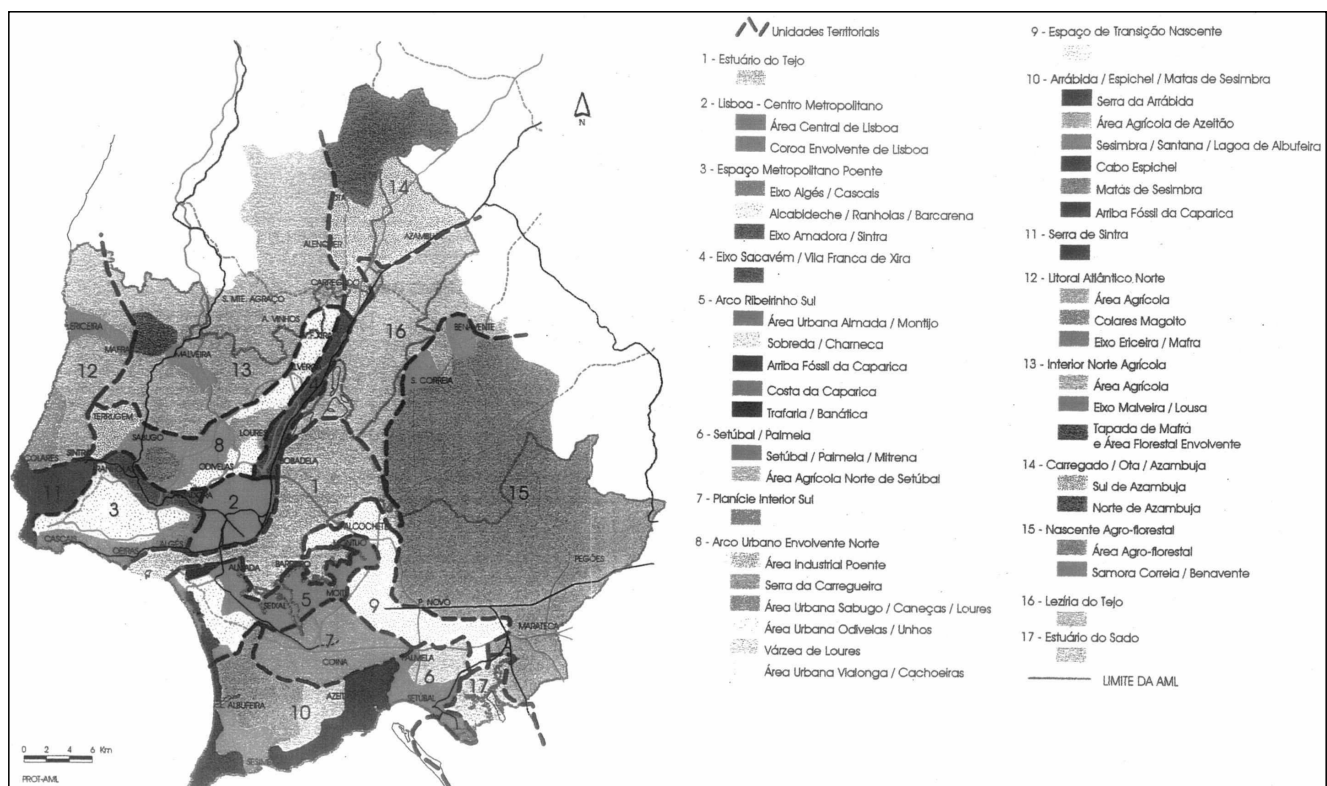 Unidades Territoriais
1 - Estuário do Tejo
2 - Lisboa - Centro Metropolitano
Área Central de Lisboa
Coroa Envolvente de Lisboa
3 - Espaço Metropolitano Poente
Eixo Algés / Cascais
Alcabideche / Ranholas / Barcarena
Eixo Amadora / Sintra
4 - Eixo Sacavém / Vila Franca de Xira
5 - Arco Ribeirinho Sul
Área Urbana Almada / Montijo
Sobreda / Charneca
Arriba Fóssil da Caparica
Costa da Caparica
Trafaria / Banática
6 - Setúbal / Palmela
Setúbal / Palmela / Mitrena
Área Agrícola Norte de Setúbal
7 - Planície Interior Sul
8 - Arco Urbano Envolvente Norte
Área Industrial Poente
Serra da Carregueira
Área Urbana Sabugo / Caneças / Loures
Área Urbana Odivelas / Unhos
Várzea de Loures
Área Urbana Vialonga / Cachoeiras
9 - Espaço de Transição Nascente
10 - Arrábida / Espichel / Matas de Sesimbra
Serra da Arrábida
Área Agrícola de Azeitão
Sesimbra / Santana / Lagoa de Albufeira
Cabo Espichel
Matas de Sesimbra
Arriba Fóssil da Caparica
11 - Serra de Sintra
12 - Litoral Atlântico Norte
Área Agrícola
Colares Magoito
Eixo Ericeira / Mafra
13 - Interior Norte Agrícola
Área Agrícola
Eixo Malveira / Lousa
Tapada de Mafra
e Área Florestal Envolvente
14 - Carregado / Ota / Azambuja
Sul de Azambuja
Norte de Azambuja
15 - Nascente Agro-florestal
Área Agro-florestal
Samora Correia / Benavente
16 - Lezíria do Tejo
17 - Estuário do Sado
LIMITE DA AML
N
OTA
14
ALENQUER
CARREGADO
S. MTE. AGRAÇO
A. VINHOS
16
BENAVENTE
ERICEIRA
MAFRA
MALVEIRA
13
12
S. CORREIA
TERRUGEM
SABUGO
8
LOURES
COLARES
SINTRA
ODIVELAS
BOBADELA
1
15
11
3
2
ALCOCHETE
CASCAIS
OEIRAS
ALGÉS
PEGÕES
ALMADA
5
MOITA
SEIXAL
9
P. NOVO
MARATECA
7
COINA
PALMELA
6
17
SETÚBAL
10
ALBUFEIRA
0 2 4 6 Km
PROT-AML